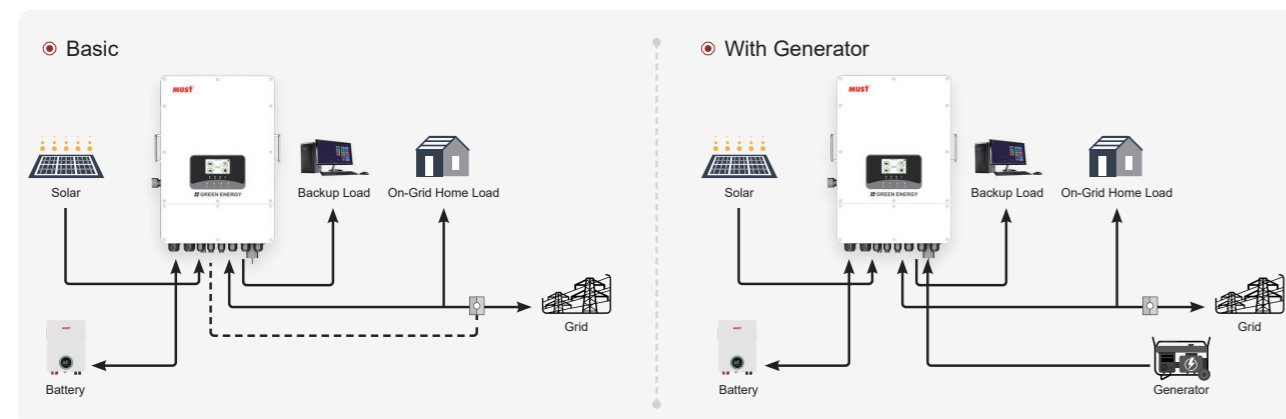 Basic
MUST
GREEN ENERGY
Solar
Backup Load
On-Grid Home Load
MUST
Battery
Grid
With Generator
MUST
GREEN ENERGY
Solar
Backup Load
On-Grid Home Load
MUST
Battery
Grid
Generator